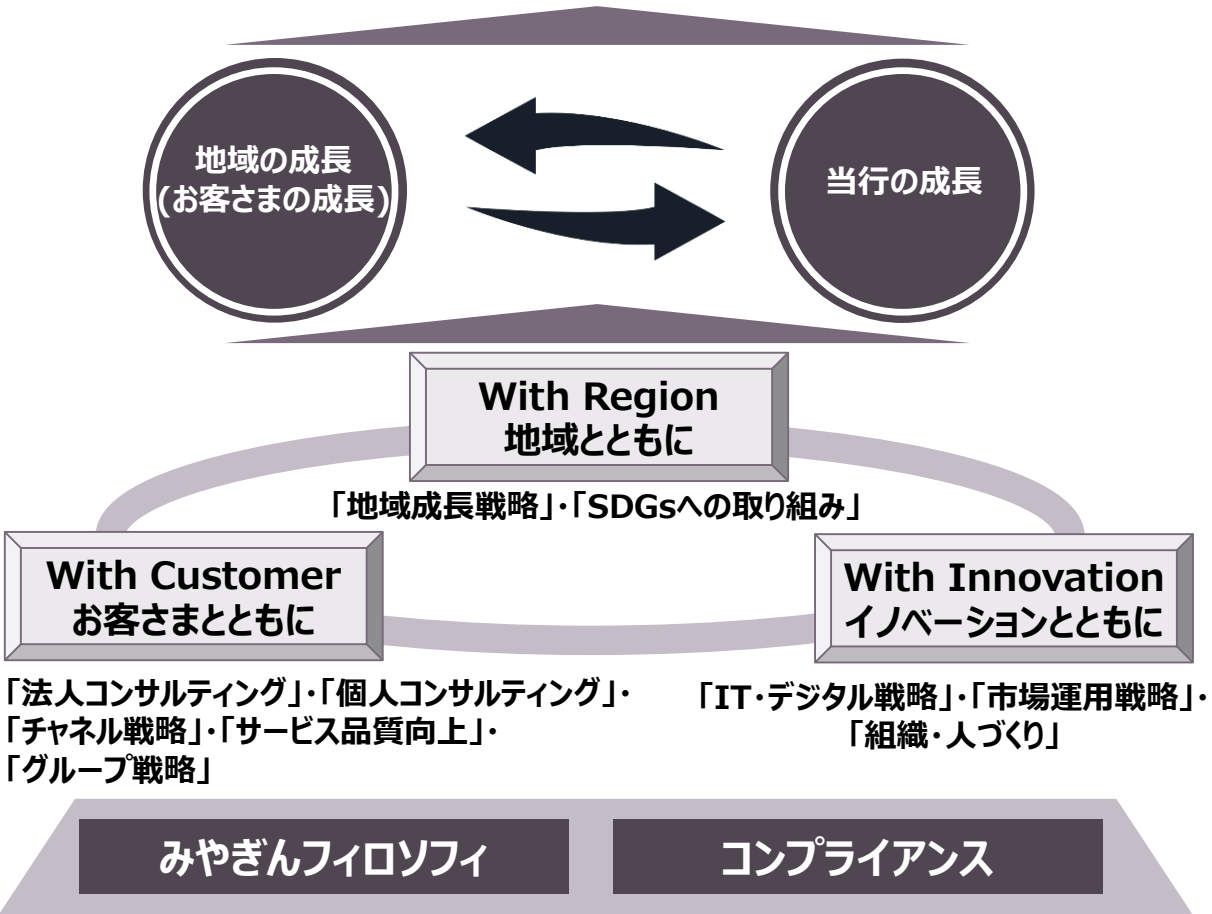 地域の成長
(お客さまの成長)
当行の成長
With Region
地域とともに
「地域成長戦略」・「SDGsへの取り組み」
With Customer
お客さまとともに
With Innovation
イノベーションとともに
「法人コンサルティング」・「個人コンサルティング」・
「チャネル戦略」・「サービス品質向上」・
「グループ戦略」
「IT・デジタル戦略」・「市場運用戦略」・
「組織・人づくり」
みやぎんフィロソフィ
コンプライアンス